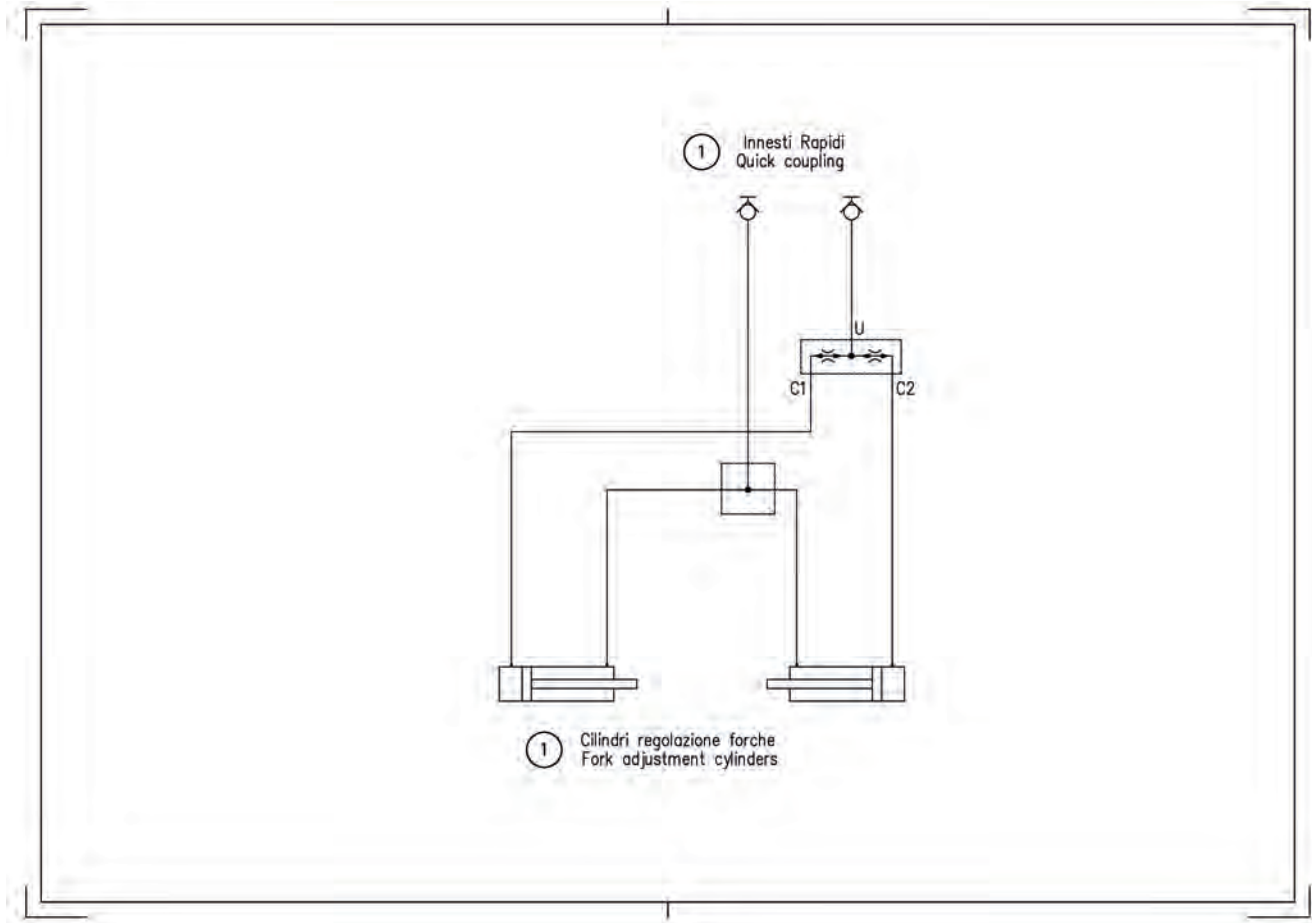 1
Innesti Rapidi
Quick coupling
U
C1
C2
1
Cilindri regolazione forche
Fork adjustment cylinders